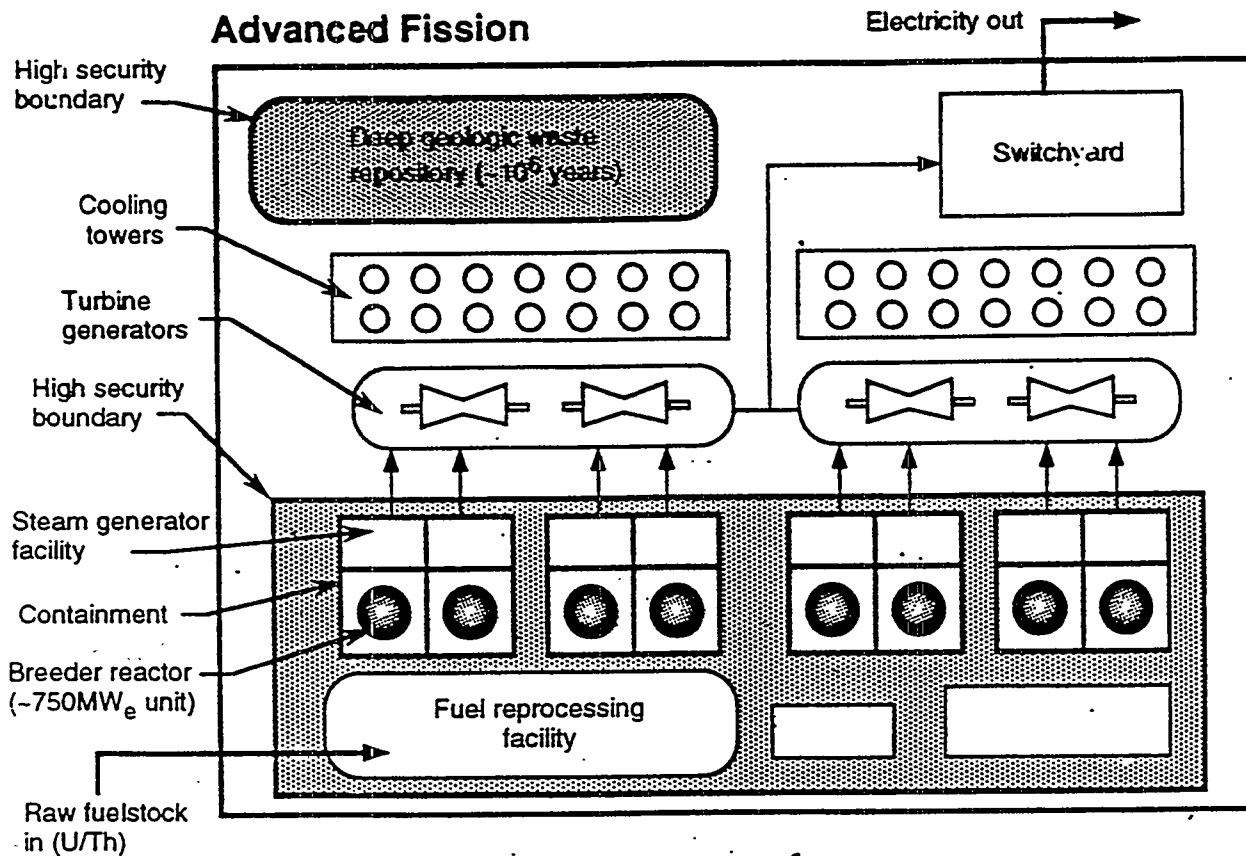 Advanced Fission
Electricity out
High security
boundary
Deep geologic waste
repository (~10⁶ years)
Switchyard
Cooling
towers
Turbine
generators
High security
boundary
Steam generator
facility
Containment
Breeder reactor
(~750MWₑ unit)
Fuel reprocessing
facility
Raw fuelstock
in (U/Th)